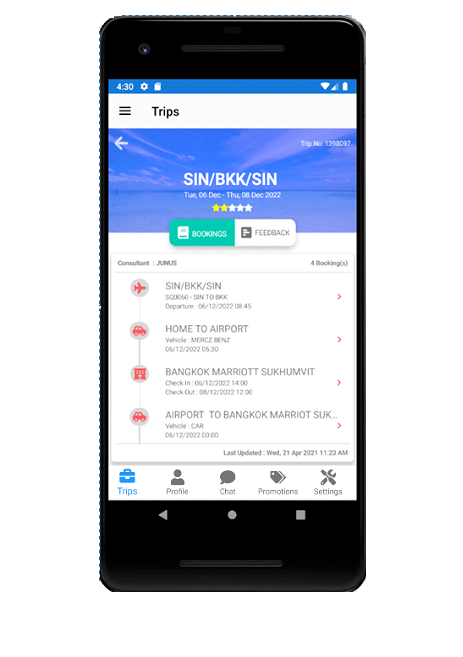 4:30
Trips
Trip No: 1395097
SIN/BKK/SIN
Tue, 06 Dec - Thu, 08 Dec 2022
BOOKINGS
FEEDBACK
Consultant : JUNUS
4 Booking(s)
SIN/BKK/SIN
SQ0060 - SIN TO BKK
Departure : 06/12/2022 08:45
HOME TO AIRPORT
Vehicle : MERCZ BENZ
06/12/2022 06:30
BANGKOK MARRIOTT SUKHUMVIT
Check In : 06/12/2022 14:00
Check-Out : 08/12/2022 12:00
AIRPORT TO BANGKOK MARRIOT SUK...
Vehicle : CAR
06/12/2022 00:00
Last Updated : Wed, 21 Apr 2021 11:23 AM
Trips
Profile
Chat
Promotions
Settings